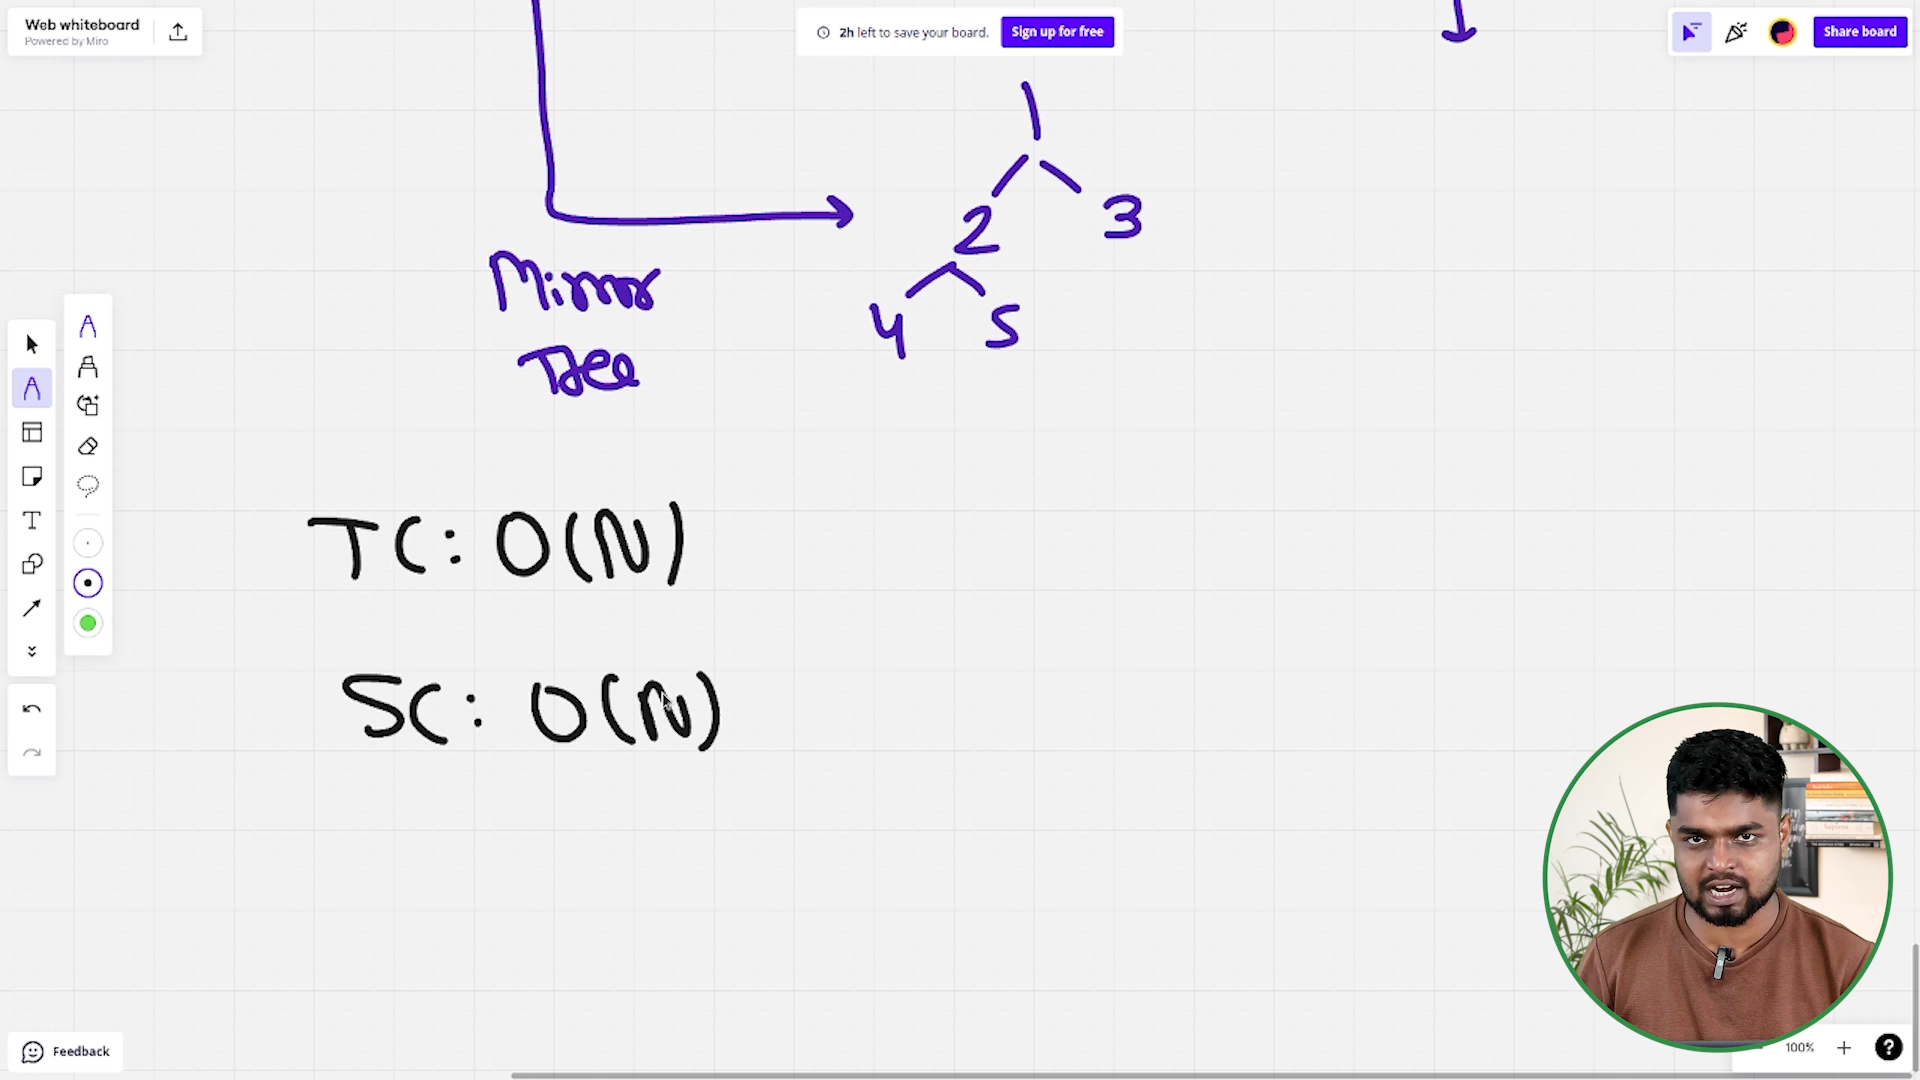 Web whiteboard
Powered by Miro
2h left to save your board.
Sign up for free
Share board
1
2
3
4
5
Mirror
Tree
TC: O(N)
SC: O(N)
T
Feedback
100%
+
?